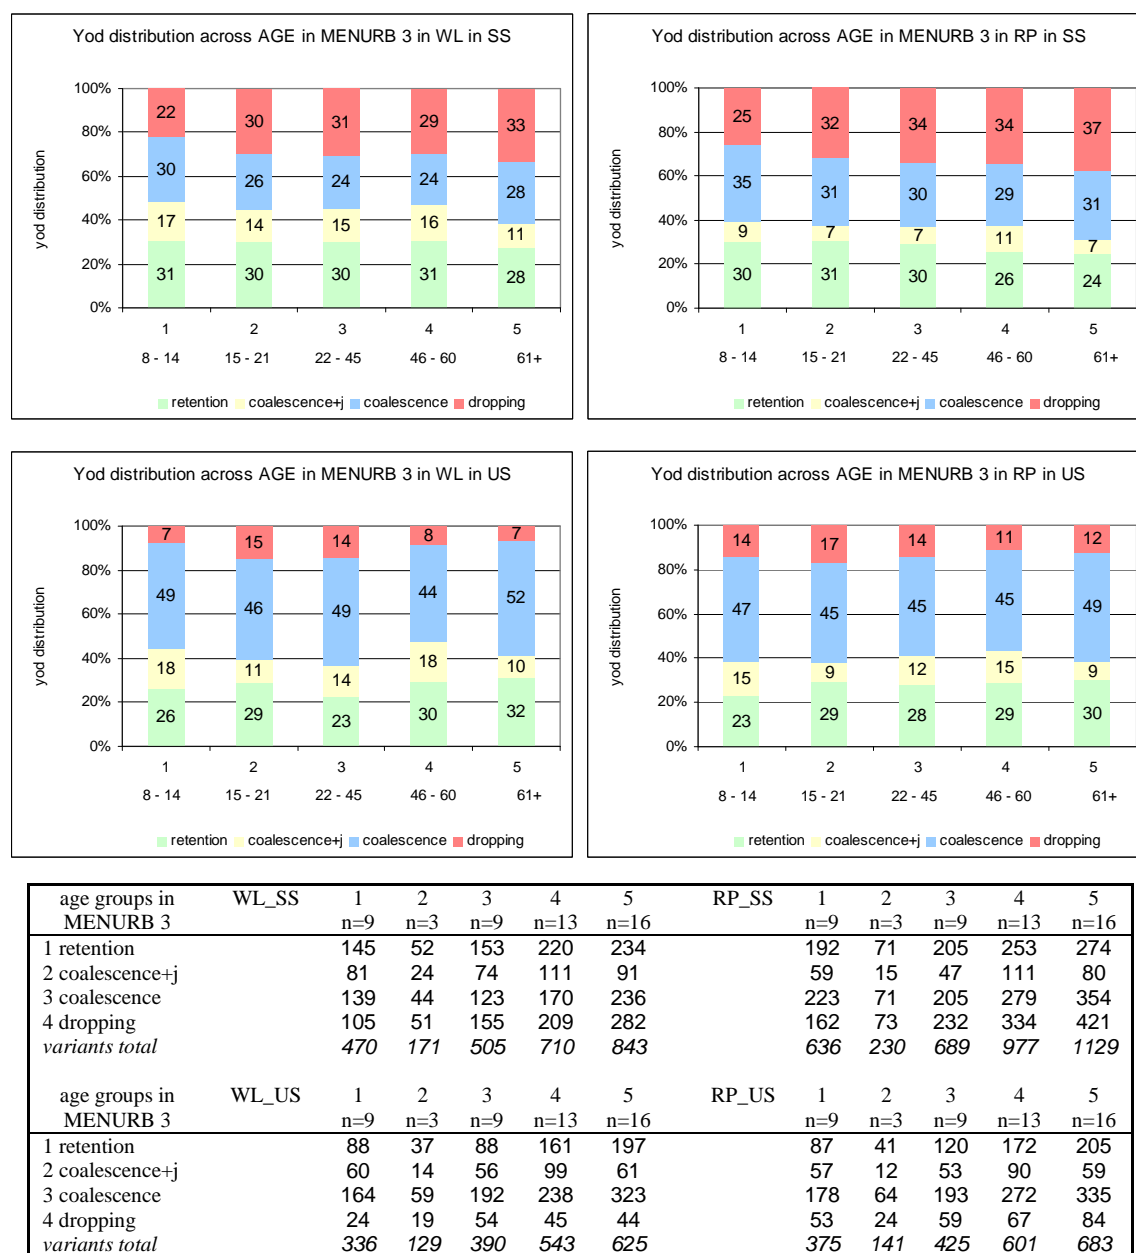 Yod distribution across AGE in MENURB 3 in WL in SS
yod distribution
100%
80%
60%
40%
20%
0%
22 30 31 29 33
30 26 24 24 28
17 14 15 16 11
31 30 30 31 28
1 2 3 4 5
8 - 14 15 - 21 22 - 45 46 - 60 61+
retention coalescence+j coalescence dropping
Yod distribution across AGE in MENURB 3 in RP in SS
yod distribution
100%
80%
60%
40%
20%
0%
25 32 34 34 37
35 31 30 29 31
9 7 7 11 7
30 31 30 26 24
1 2 3 4 5
8 - 14 15 - 21 22 - 45 46 - 60 61+
retention coalescence+j coalescence dropping
Yod distribution across AGE in MENURB 3 in WL in US
yod distribution
100%
80%
60%
40%
20%
0%
7 15 14 8 7
49 46 49 44 52
18 11 14 18 10
26 29 23 30 32
1 2 3 4 5
8 - 14 15 - 21 22 - 45 46 - 60 61+
retention coalescence+j coalescence dropping
Yod distribution across AGE in MENURB 3 in RP in US
yod distribution
100%
80%
60%
40%
20%
0%
14 17 14 11 12
47 45 45 45 49
15 9 12 15 9
23 29 28 29 30
1 2 3 4 5
8 - 14 15 - 21 22 - 45 46 - 60 61+
retention coalescence+j coalescence dropping
age groups in WL_SS 1 2 3 4 5 RP_SS 1 2 3 4 5
MENURB 3 n=9 n=3 n=9 n=13 n=16 n=9 n=3 n=9 n=13 n=16
1 retention 145 52 153 220 234 192 71 205 253 274
2 coalescence+j 81 24 74 111 91 59 15 47 111 80
3 coalescence 139 44 123 170 236 223 71 205 279 354
4 dropping 105 51 155 209 282 162 73 232 334 421
variants total 470 171 505 710 843 636 230 689 977 1129
age groups in WL_US 1 2 3 4 5 RP_US 1 2 3 4 5
MENURB 3 n=9 n=3 n=9 n=13 n=16 n=9 n=3 n=9 n=13 n=16
1 retention 88 37 88 161 197 87 41 120 172 205
2 coalescence+j 60 14 56 99 61 57 12 53 90 59
3 coalescence 164 59 192 238 323 178 64 193 272 335
4 dropping 24 19 54 45 44 53 24 59 67 84
variants total 336 129 390 543 625 375 141 425 601 683